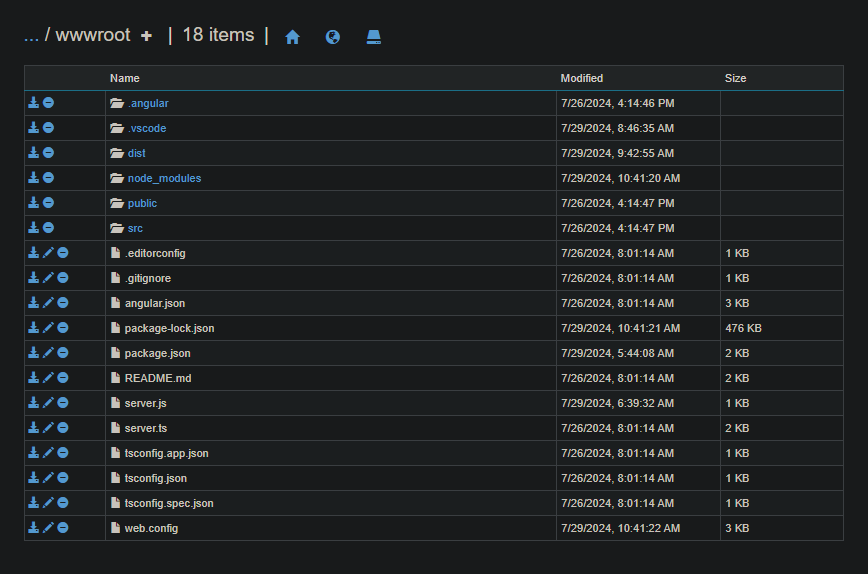 ... / wwwroot + | 18 items |
Name Modified Size
.angular 7/26/2024, 4:14:46 PM
.vscode 7/29/2024, 8:46:35 AM
dist 7/29/2024, 9:42:55 AM
node_modules 7/29/2024, 10:41:20 AM
public 7/26/2024, 4:14:47 PM
src 7/26/2024, 4:14:47 PM
.editorconfig 7/26/2024, 8:01:14 AM 1 KB
.gitignore 7/26/2024, 8:01:14 AM 1 KB
angular.json 7/26/2024, 8:01:14 AM 3 KB
package-lock.json 7/29/2024, 10:41:21 AM 476 KB
package.json 7/29/2024, 5:44:08 AM 2 KB
README.md 7/26/2024, 8:01:14 AM 2 KB
server.js 7/29/2024, 6:39:32 AM 1 KB
server.ts 7/26/2024, 8:01:14 AM 2 KB
tsconfig.app.json 7/26/2024, 8:01:14 AM 1 KB
tsconfig.json 7/26/2024, 8:01:14 AM 1 KB
tsconfig.spec.json 7/26/2024, 8:01:14 AM 1 KB
web.config 7/29/2024, 10:41:22 AM 3 KB